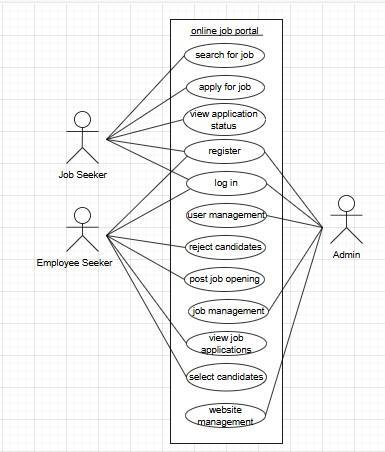 online job portal
search for job
apply for job
view application
status
register
log in
user management
reject candidates
post job opening
job management
view job
applications
select candidates
website
management
Job Seeker
Employee Seeker
Admin